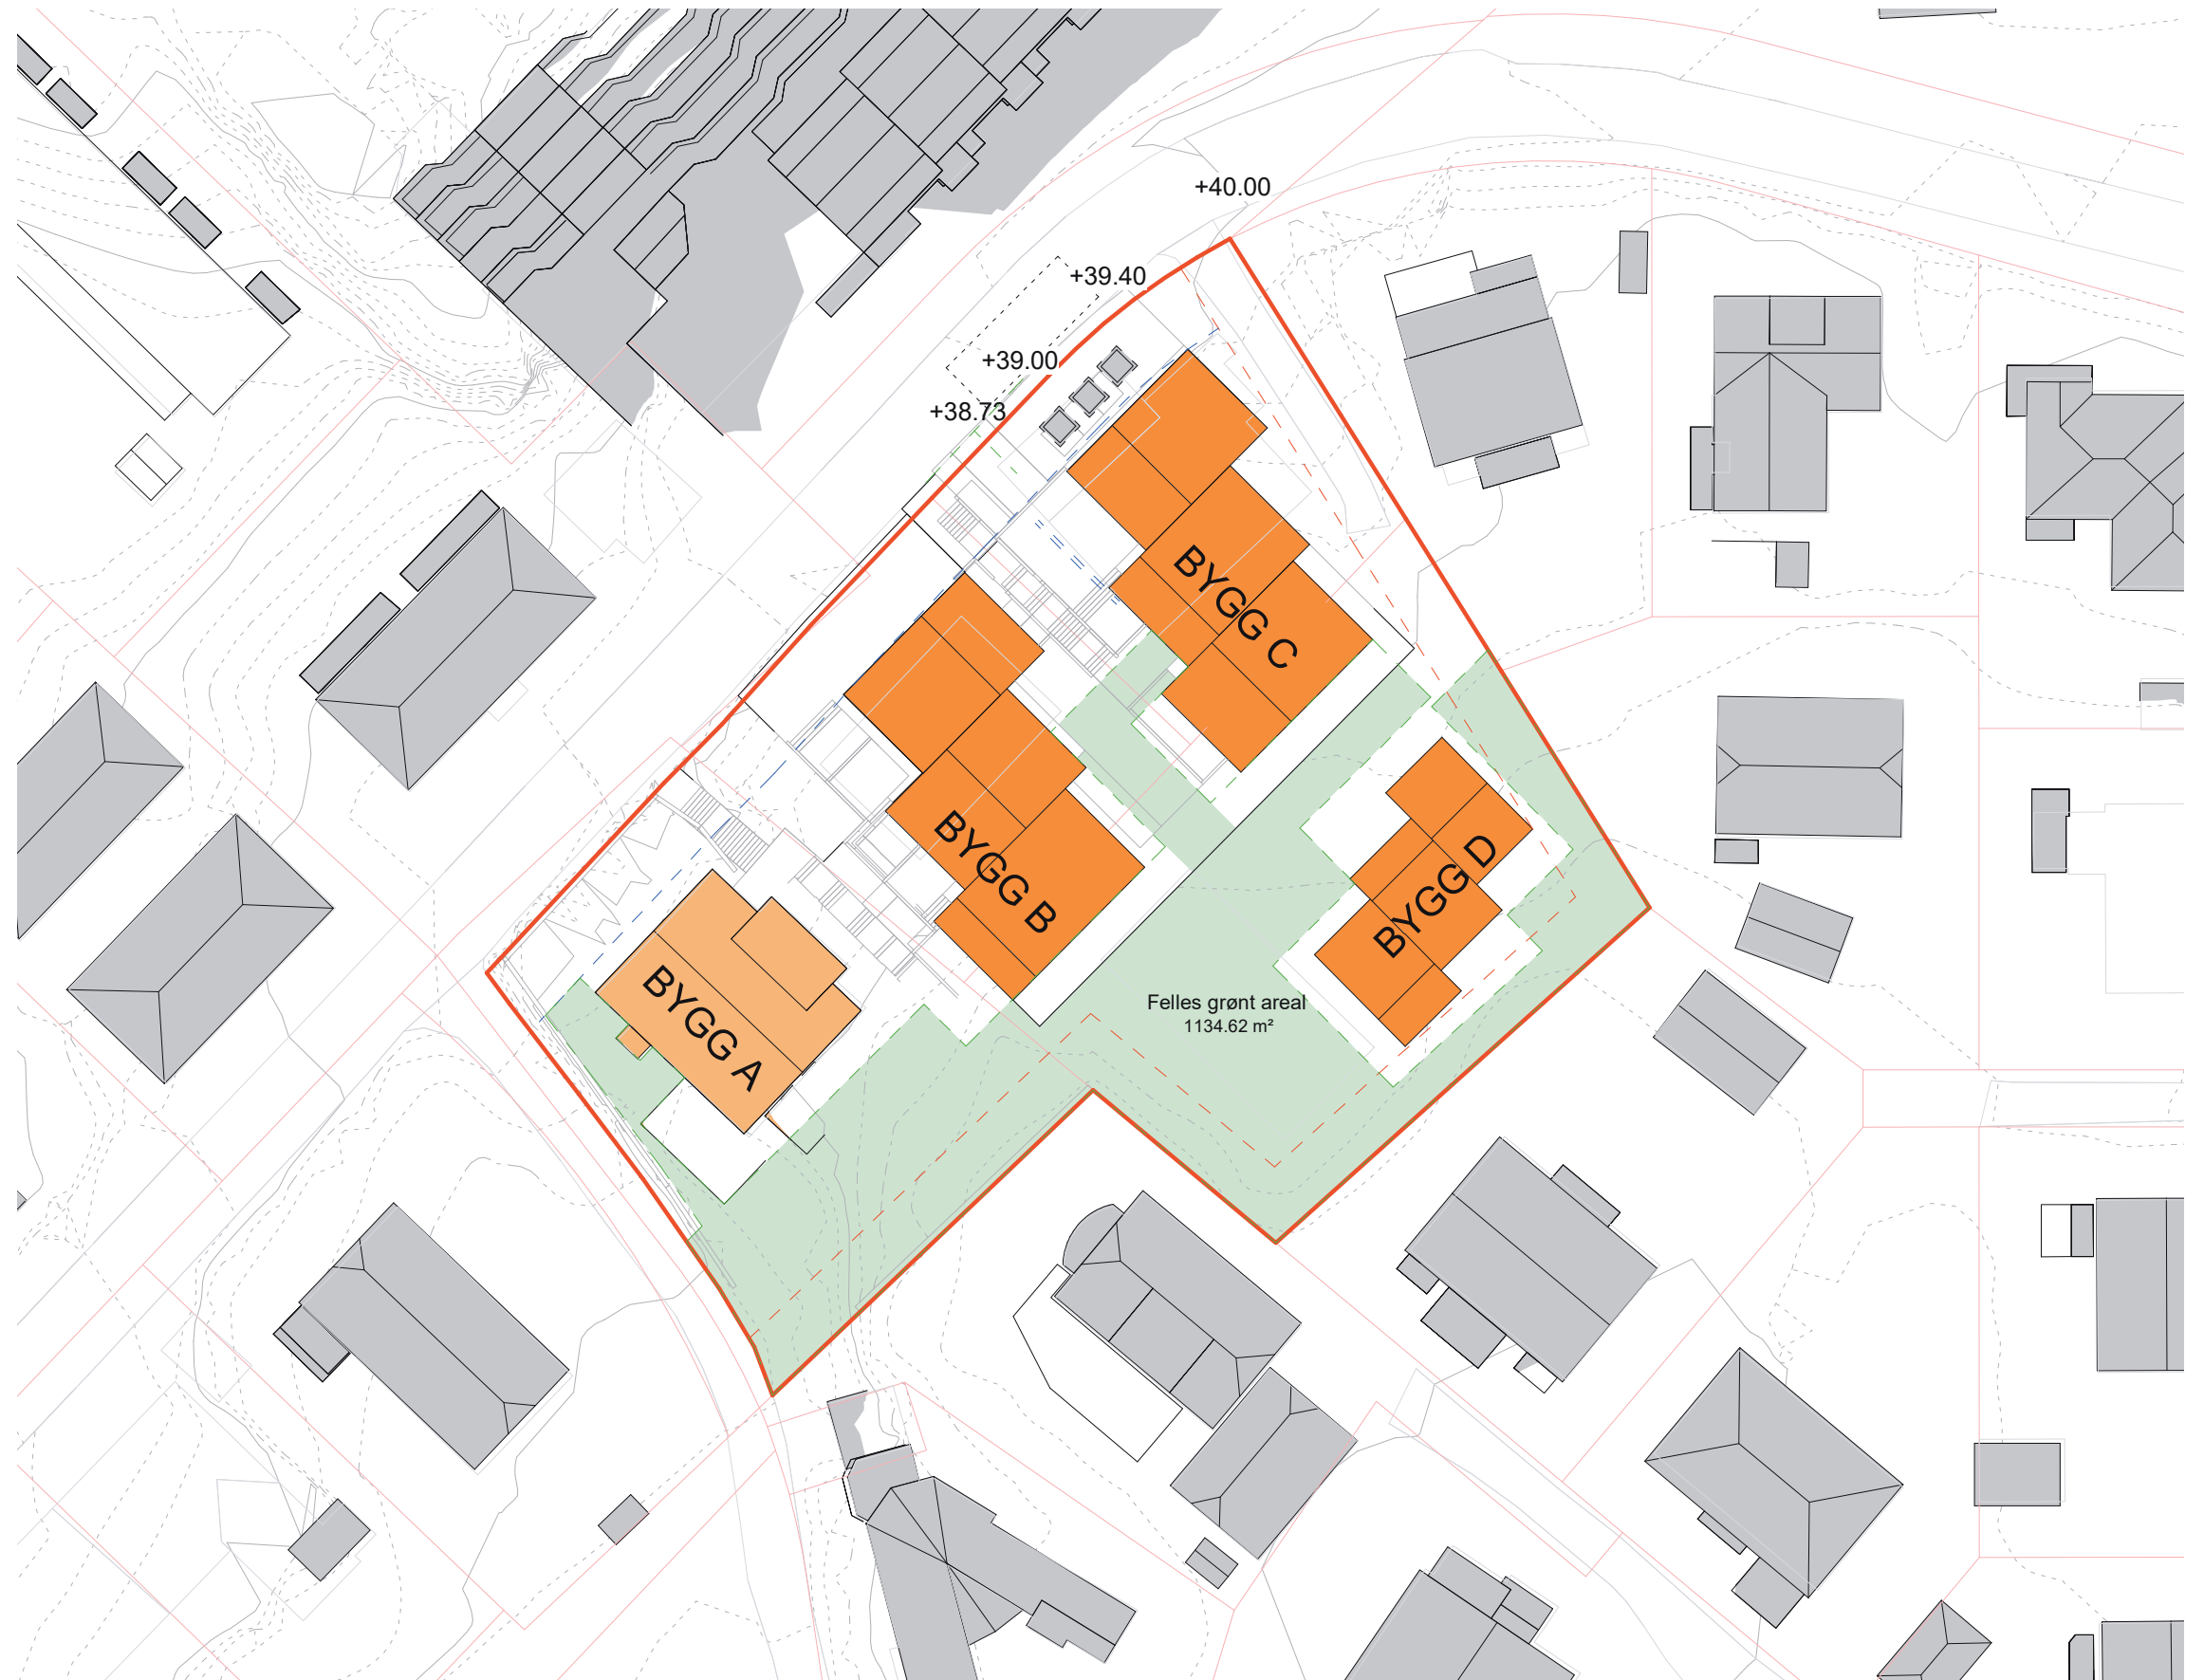 +40.00
+39.40
+39.00
+38.73
BYGG C
BYGG B
BYGG D
BYGG A
Felles grønt areal
1134.62 m²